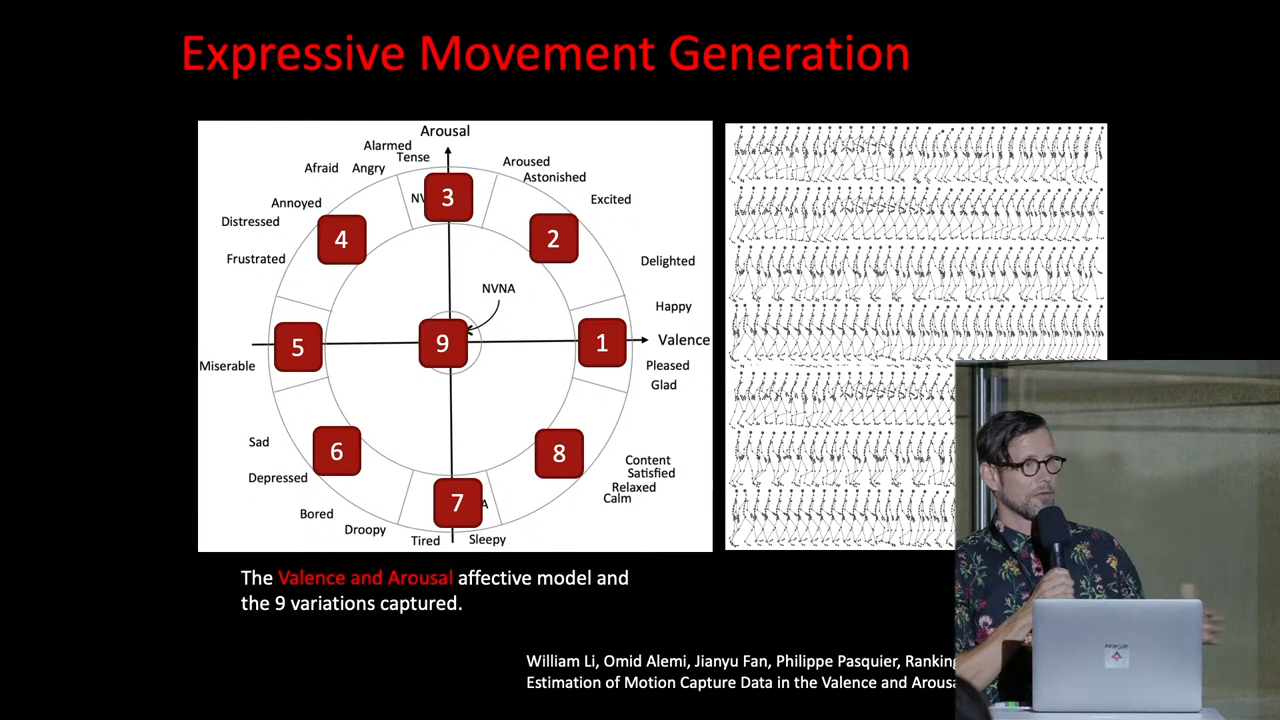 Expressive Movement Generation
Arousal
Alarmed
Tense
Afraid
Angry
Aroused
Astonished
3
NV
Annoyed
Excited
Distressed
4
2
Frustrated
Delighted
NVNA
Happy
5
9
1
Valence
Miserable
Pleased
Glad
Sad
6
8
Content
Satisfied
Depressed
Relaxed
Calm
7
A
Bored
Droopy
Tired
Sleepy
The Valence and Arousal affective model and
the 9 variations captured.
William Li, Omid Alemi, Jianyu Fan, Philippe Pasquier, Ranking
Estimation of Motion Capture Data in the Valence and Arousa